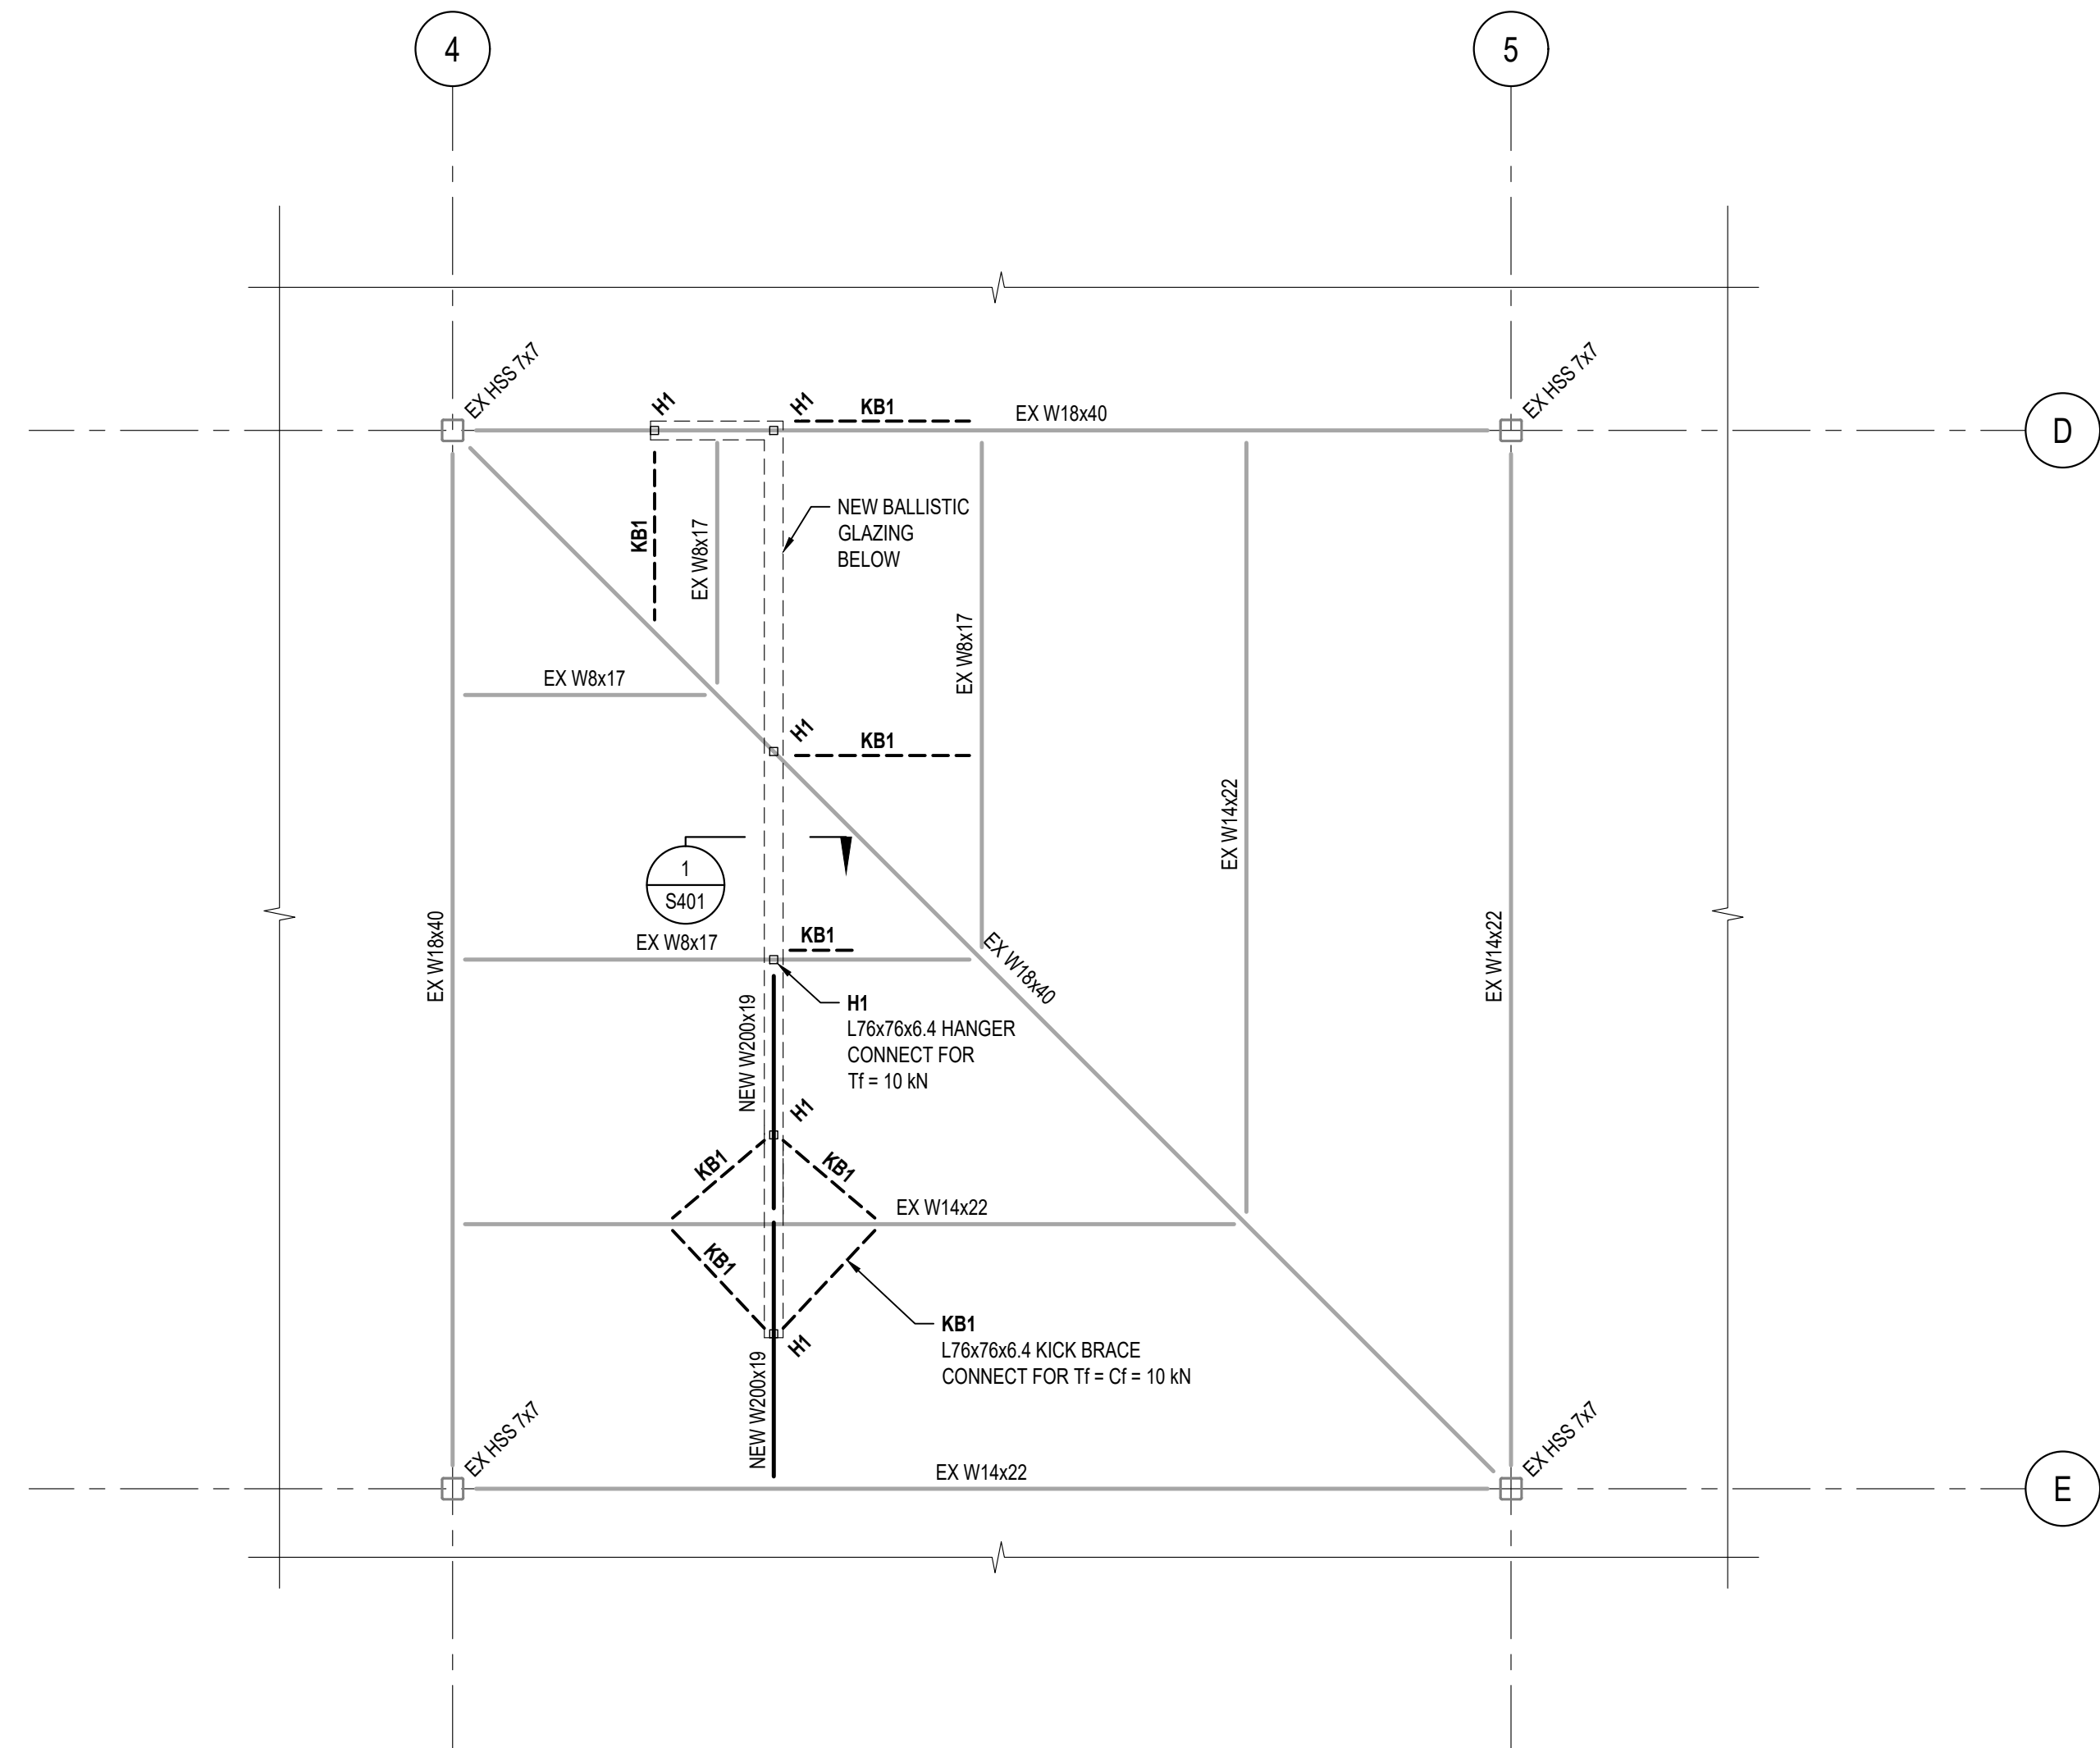 4
5
EX HSS 7x7
EX HSS 7x7
H1
H1
KB1
EX W18x40
D
NEW BALLISTIC
GLAZING
BELOW
KB1
EX W8x17
EX W8x17
EX W8x17
H1
KB1
EX W14x22
1
S401
EX W8x17
KB1
EX W18x40
EX W18x40
EX W14x22
H1
L76x76x6.4 HANGER
CONNECT FOR
Tf = 10 kN
NEW W200x19
H1
KB1
KB1
EX W14x22
KB1
KB1
L76x76x6.4 KICK BRACE
CONNECT FOR Tf = Cf = 10 kN
H1
NEW W200x19
EX HSS 7x7
EX HSS 7x7
EX W14x22
E